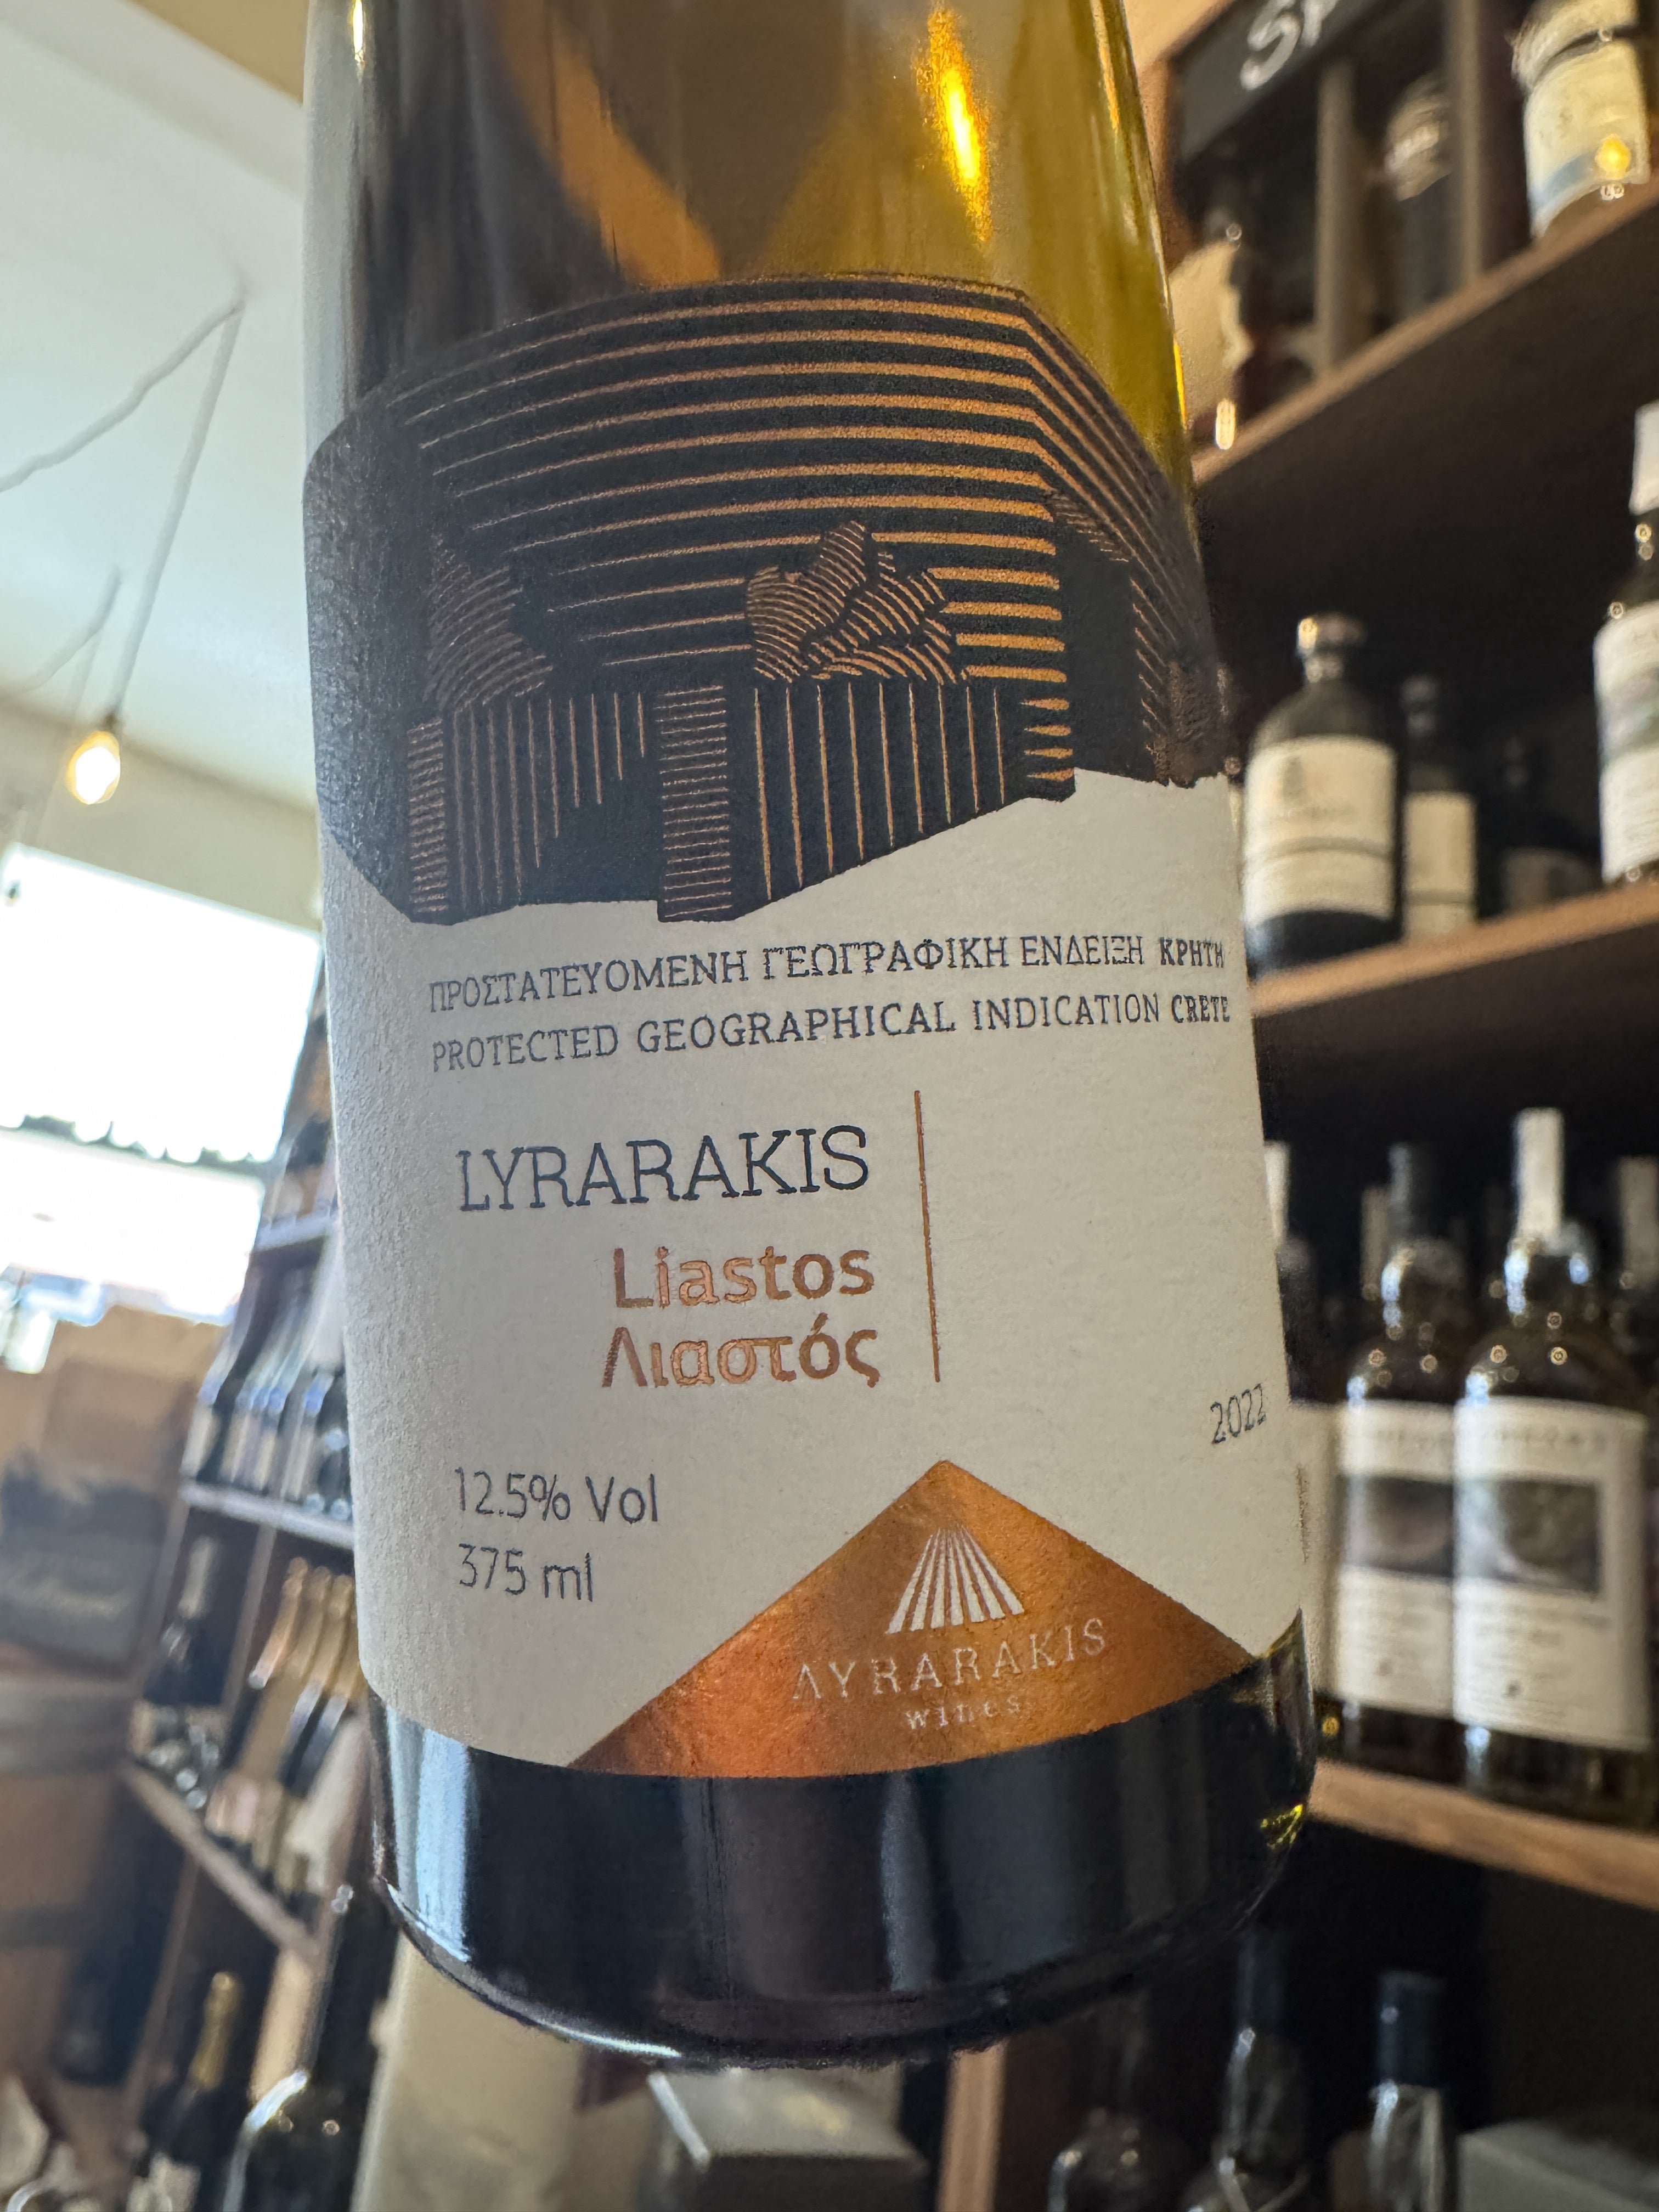 ΠΡΟΣΤΑΤΕΥΟΜΕΝΗ ΓΕΩΓΡΑΦΙΚΗ ΕΝΔΕΙΞΗ ΚΡΗΤΗ
PROTECTED GEOGRAPHICAL INDICATION CRETE
LYRARAKIS
Liastos
Λιαστός
2022
12.5% Vol
375 ml
ΛYRARAKIS
wines